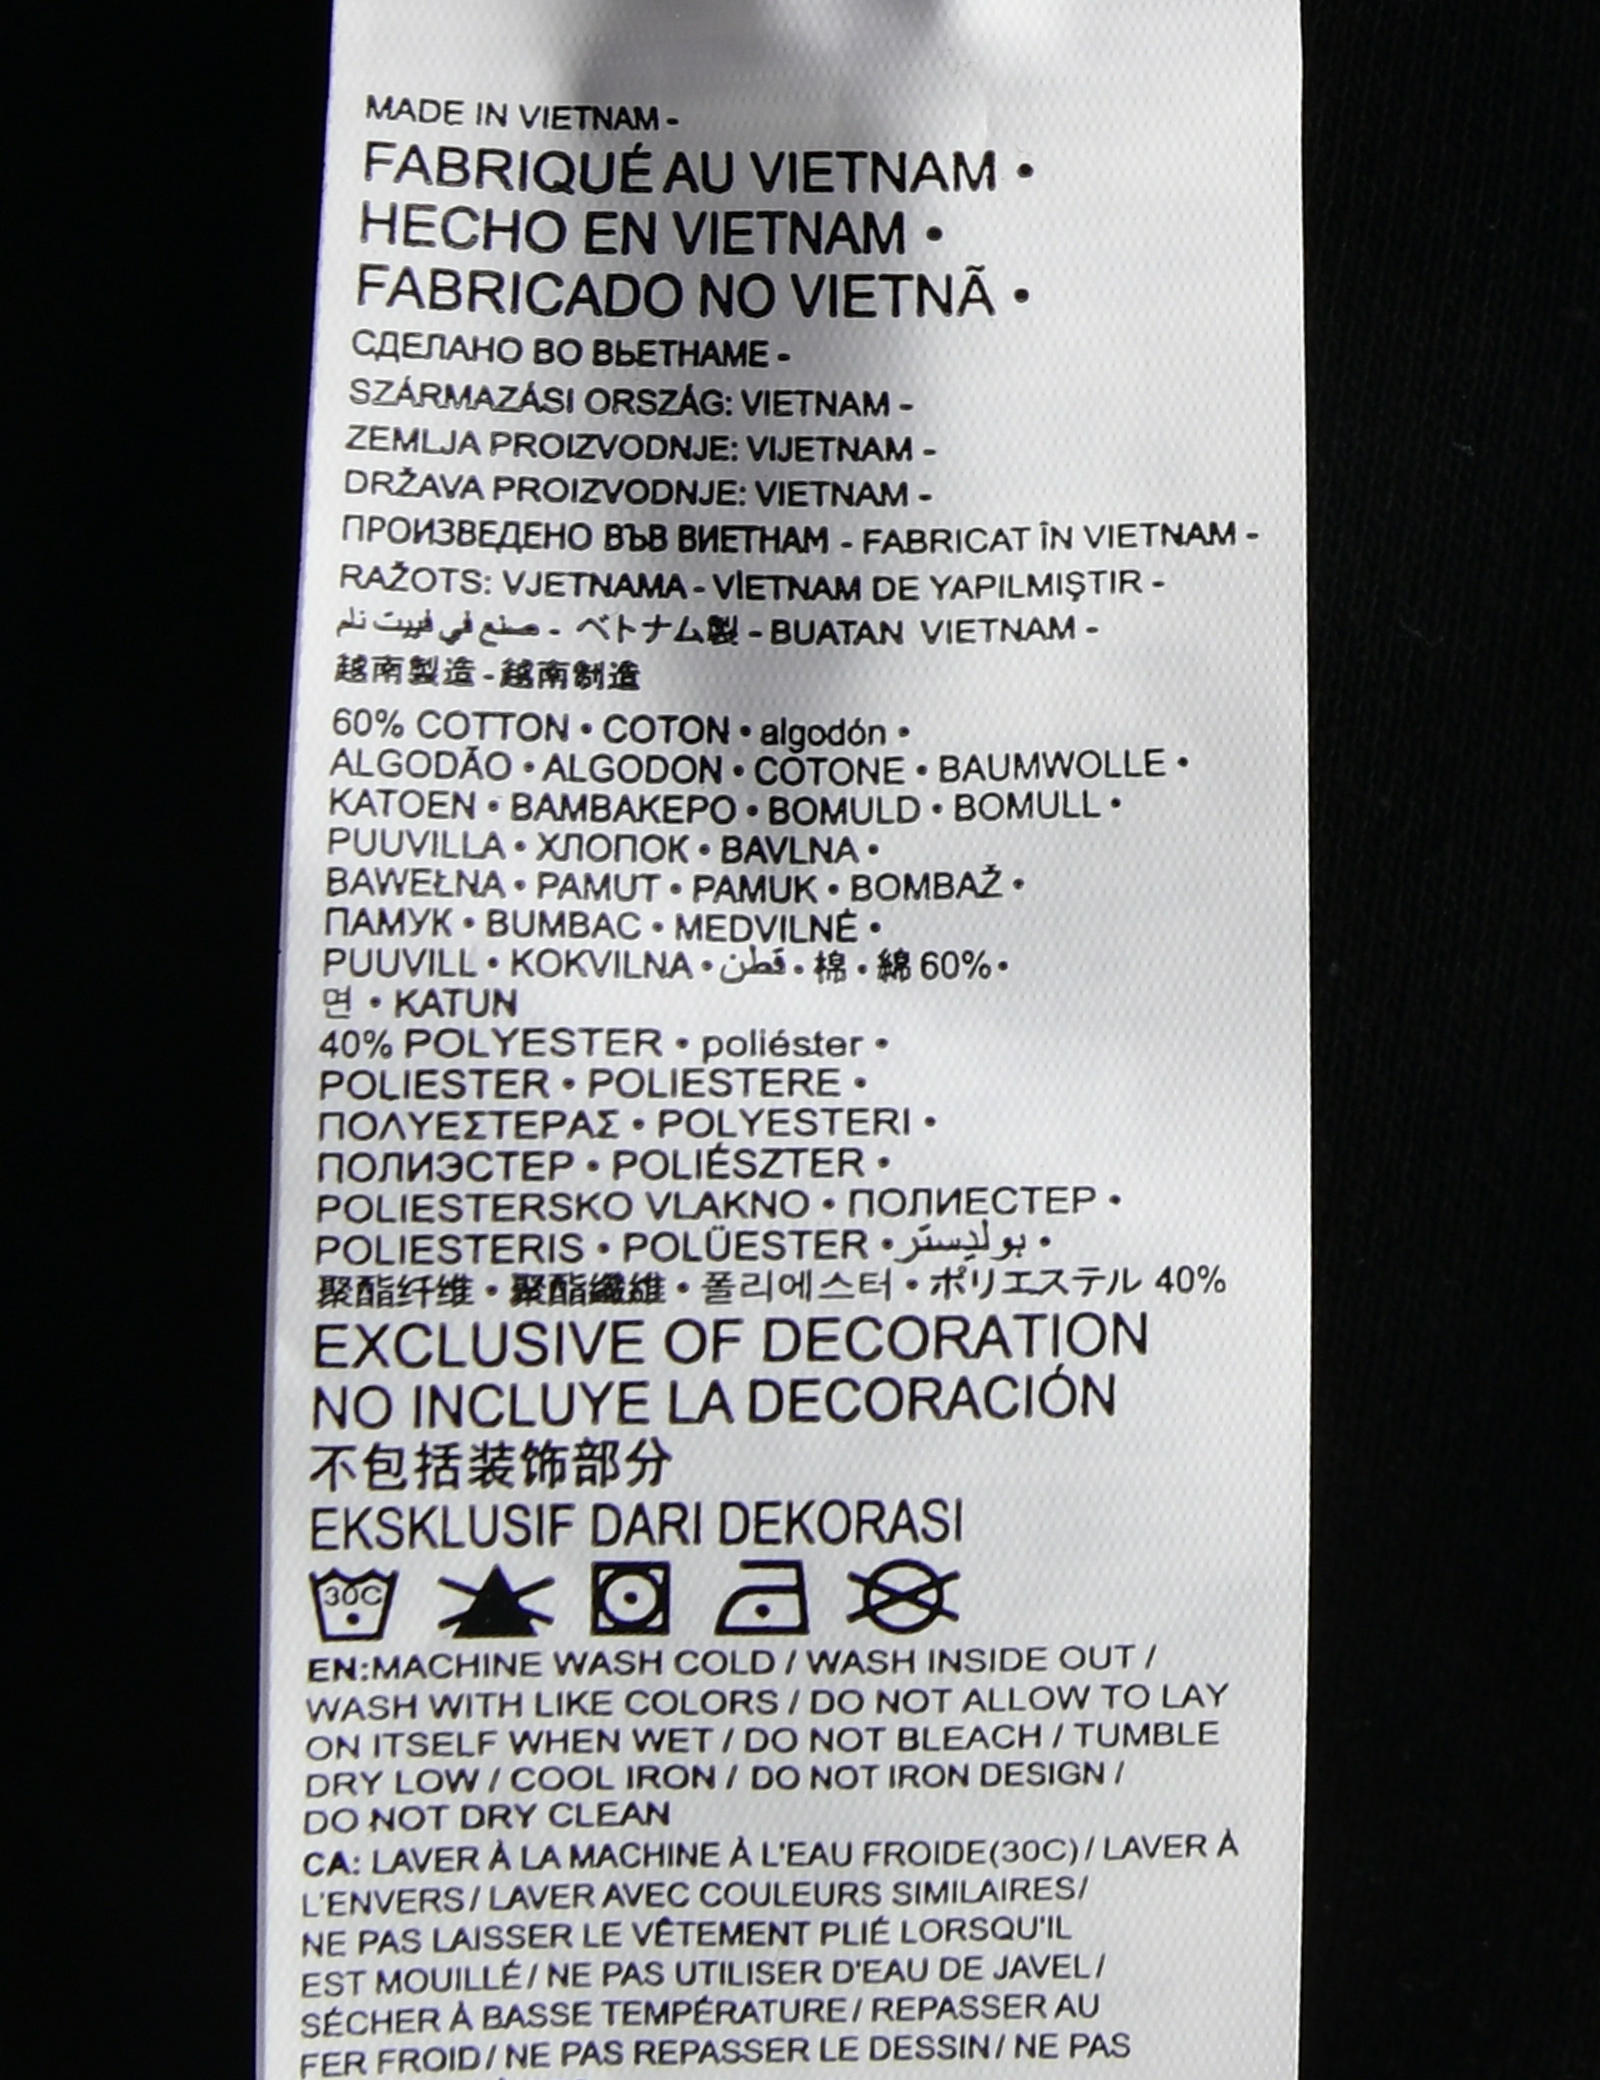 MADE IN VIETNAM -
FABRIQUÉ AU VIETNAM •
HECHO EN VIETNAM •
FABRICADO NO VIETNÃ •
СДЕЛАНО ВО ВЬЕТНАМЕ -
SZÁRMAZÁSI ORSZÁG: VIETNAM -
ZEMLJA PROIZVODNJE: VIJETNAM -
DRŽAVA PROIZVODNJE: VIETNAM -
ПРОИЗВЕДЕНО ВЪВ ВИЕТНАМ - FABRICAT ÎN VIETNAM -
RAŽOTS: VJETNAMA - VİETNAM DE YAPILMIŞTIR -
صنع في فييت نام - ベトナム製 - BUATAN VIETNAM -
越南製造 - 越南制造
60% COTTON • COTON • algodón •
ALGODÃO • ALGODON • COTONE • BAUMWOLLE •
KATOEN • ΒΑΜΒΑΚΕΡΟ • BOMULD • BOMULL •
PUUVILLA • ХЛОПОК • BAVLNA •
BAWEŁNA • PAMUT • PAMUK • BOMBAŽ •
ПАМУК • BUMBAC • MEDVILNĖ •
PUUVILL • KOKVILNA • قطن • 棉 • 綿 60% •
면 • KATUN
40% POLYESTER • poliéster •
POLIESTER • POLIESTERE •
ΠΟΛΥΕΣΤΕΡΑΣ • POLYESTERI •
ПОЛИЭСТЕР • POLIÉSZTER •
POLIESTERSKO VLAKNO • ПОЛИЕСТЕР •
POLIESTERIS • POLÜESTER • بوليستر •
聚酯纤维 • 聚酯纖維 • 폴리에스터 • ポリエステル 40%
EXCLUSIVE OF DECORATION
NO INCLUYE LA DECORACIÓN
不包括装饰部分
EKSKLUSIF DARI DEKORASI
30C
EN:MACHINE WASH COLD / WASH INSIDE OUT /
WASH WITH LIKE COLORS / DO NOT ALLOW TO LAY
ON ITSELF WHEN WET / DO NOT BLEACH / TUMBLE
DRY LOW / COOL IRON / DO NOT IRON DESIGN /
DO NOT DRY CLEAN
CA: LAVER À LA MACHINE À L'EAU FROIDE(30C) / LAVER À
L'ENVERS / LAVER AVEC COULEURS SIMILAIRES/
NE PAS LAISSER LE VÊTEMENT PLIÉ LORSQU'IL
EST MOUILLÉ / NE PAS UTILISER D'EAU DE JAVEL /
SÉCHER À BASSE TEMPÉRATURE / REPASSER AU
FER FROID / NE PAS REPASSER LE DESSIN / NE PAS